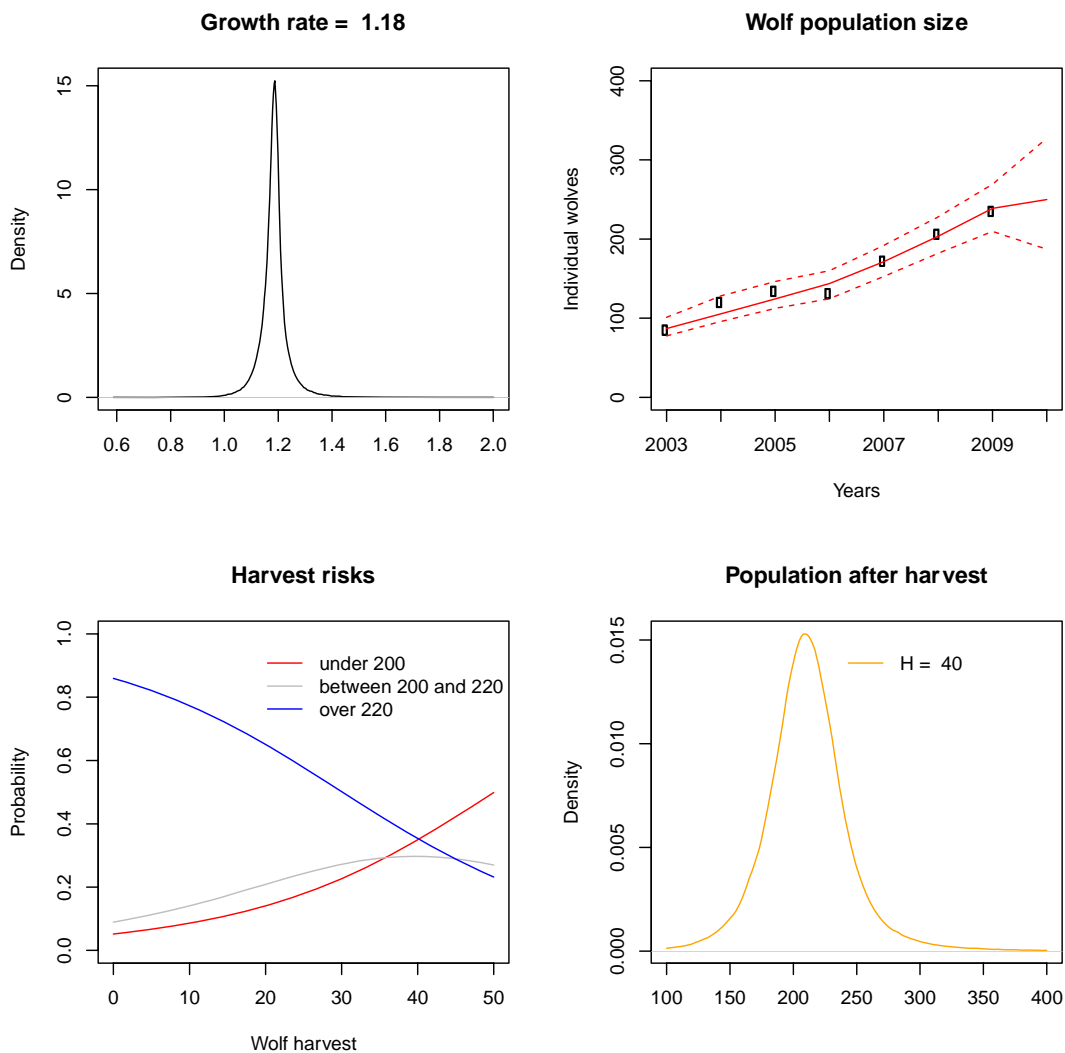 Growth rate = 1.18
Density
15
10
5
0
0.6 0.8 1.0 1.2 1.4 1.6 1.8 2.0
Wolf population size
Individual wolves
400
300
200
100
0
2003 2005 2007 2009
Years
Harvest risks
Probability
1.0
0.8
0.6
0.4
0.2
0.0
under 200
between 200 and 220
over 220
0 10 20 30 40 50
Wolf harvest
Population after harvest
Density
0.015
0.010
0.005
0.000
H = 40
100 150 200 250 300 350 400